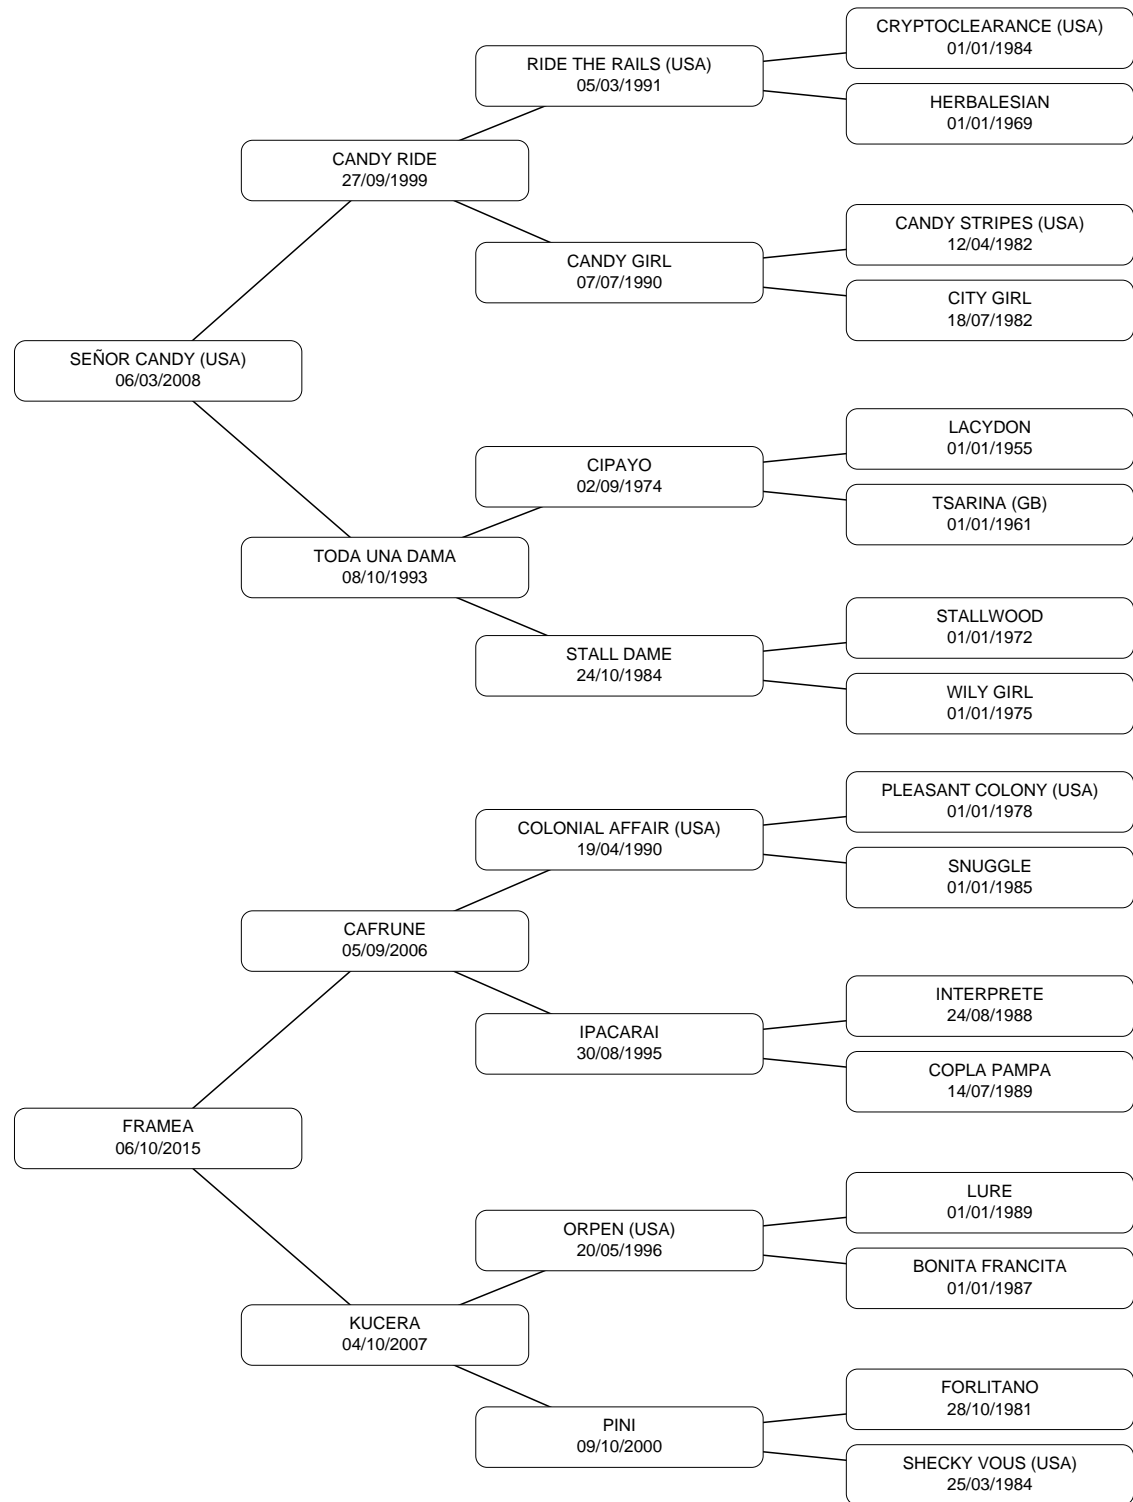 CRYPTOCLEARANCE (USA)
01/01/1984
RIDE THE RAILS (USA)
05/03/1991
HERBALESIAN
01/01/1969
CANDY RIDE
27/09/1999
CANDY STRIPES (USA)
12/04/1982
CANDY GIRL
07/07/1990
CITY GIRL
18/07/1982
SEÑOR CANDY (USA)
06/03/2008
LACYDON
01/01/1955
CIPAYO
02/09/1974
TSARINA (GB)
01/01/1961
TODA UNA DAMA
08/10/1993
STALLWOOD
01/01/1972
STALL DAME
24/10/1984
WILY GIRL
01/01/1975
PLEASANT COLONY (USA)
01/01/1978
COLONIAL AFFAIR (USA)
19/04/1990
SNUGGLE
01/01/1985
CAFRUNE
05/09/2006
INTERPRETE
24/08/1988
IPACARAI
30/08/1995
COPLA PAMPA
14/07/1989
FRAMEA
06/10/2015
LURE
01/01/1989
ORPEN (USA)
20/05/1996
BONITA FRANCITA
01/01/1987
KUCERA
04/10/2007
FORLITANO
28/10/1981
PINI
09/10/2000
SHECKY VOUS (USA)
25/03/1984